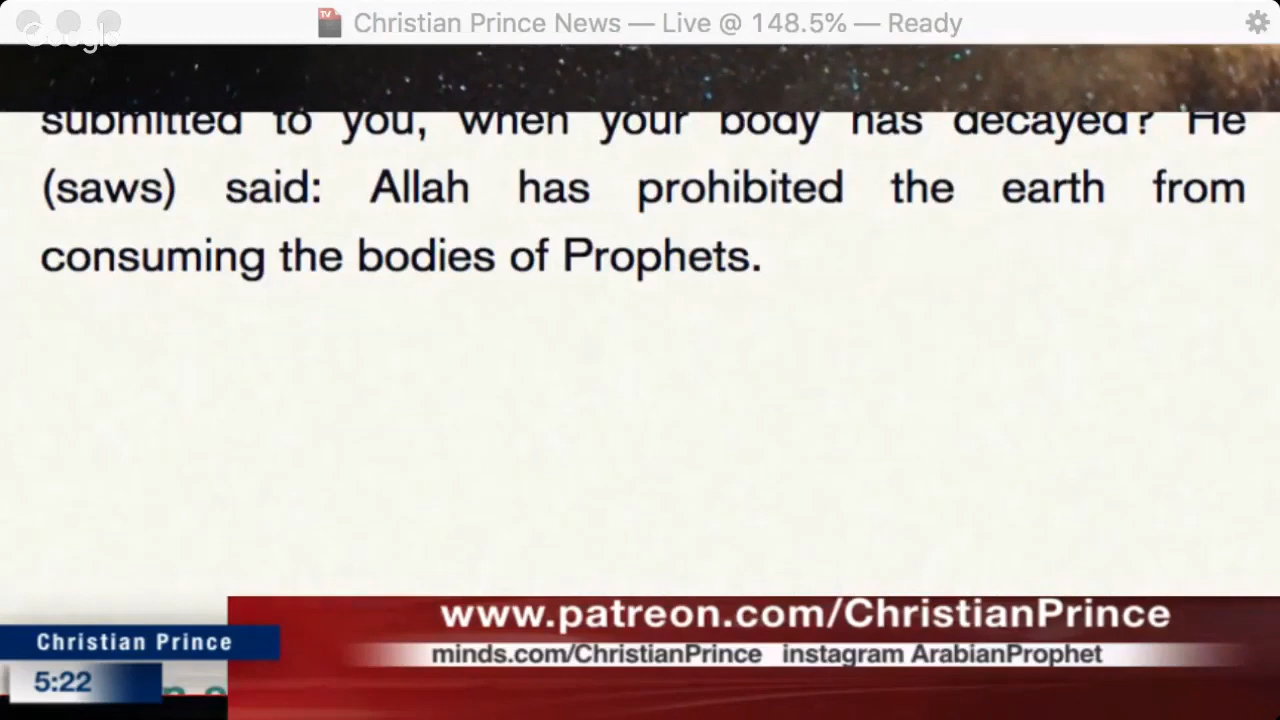 Google
Christian Prince News — Live @ 148.5% — Ready
submitted to you, when your body has decayed? He
(saws) said: Allah has prohibited the earth from
consuming the bodies of Prophets.
www.patreon.com/ChristianPrince
Christian Prince
minds.com/ChristianPrince instagram ArabianProphet
5:22